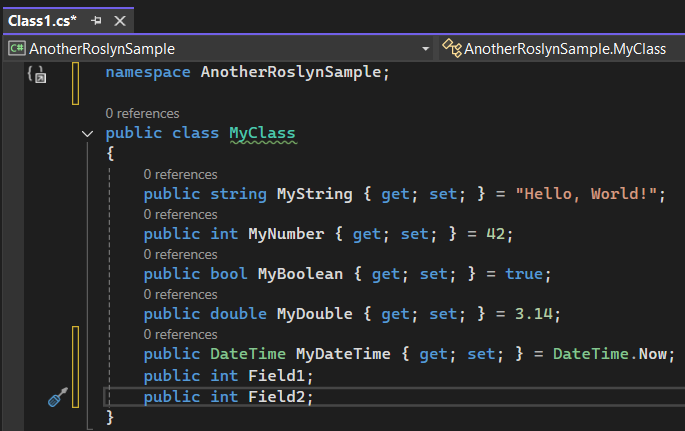 Class1.cs*
AnotherRoslynSample AnotherRoslynSample.MyClass
namespace AnotherRoslynSample;
0 references
public class MyClass
{
0 references
public string MyString { get; set; } = "Hello, World!";
0 references
public int MyNumber { get; set; } = 42;
0 references
public bool MyBoolean { get; set; } = true;
0 references
public double MyDouble { get; set; } = 3.14;
0 references
public DateTime MyDateTime { get; set; } = DateTime.Now;
public int Field1;
public int Field2;
}